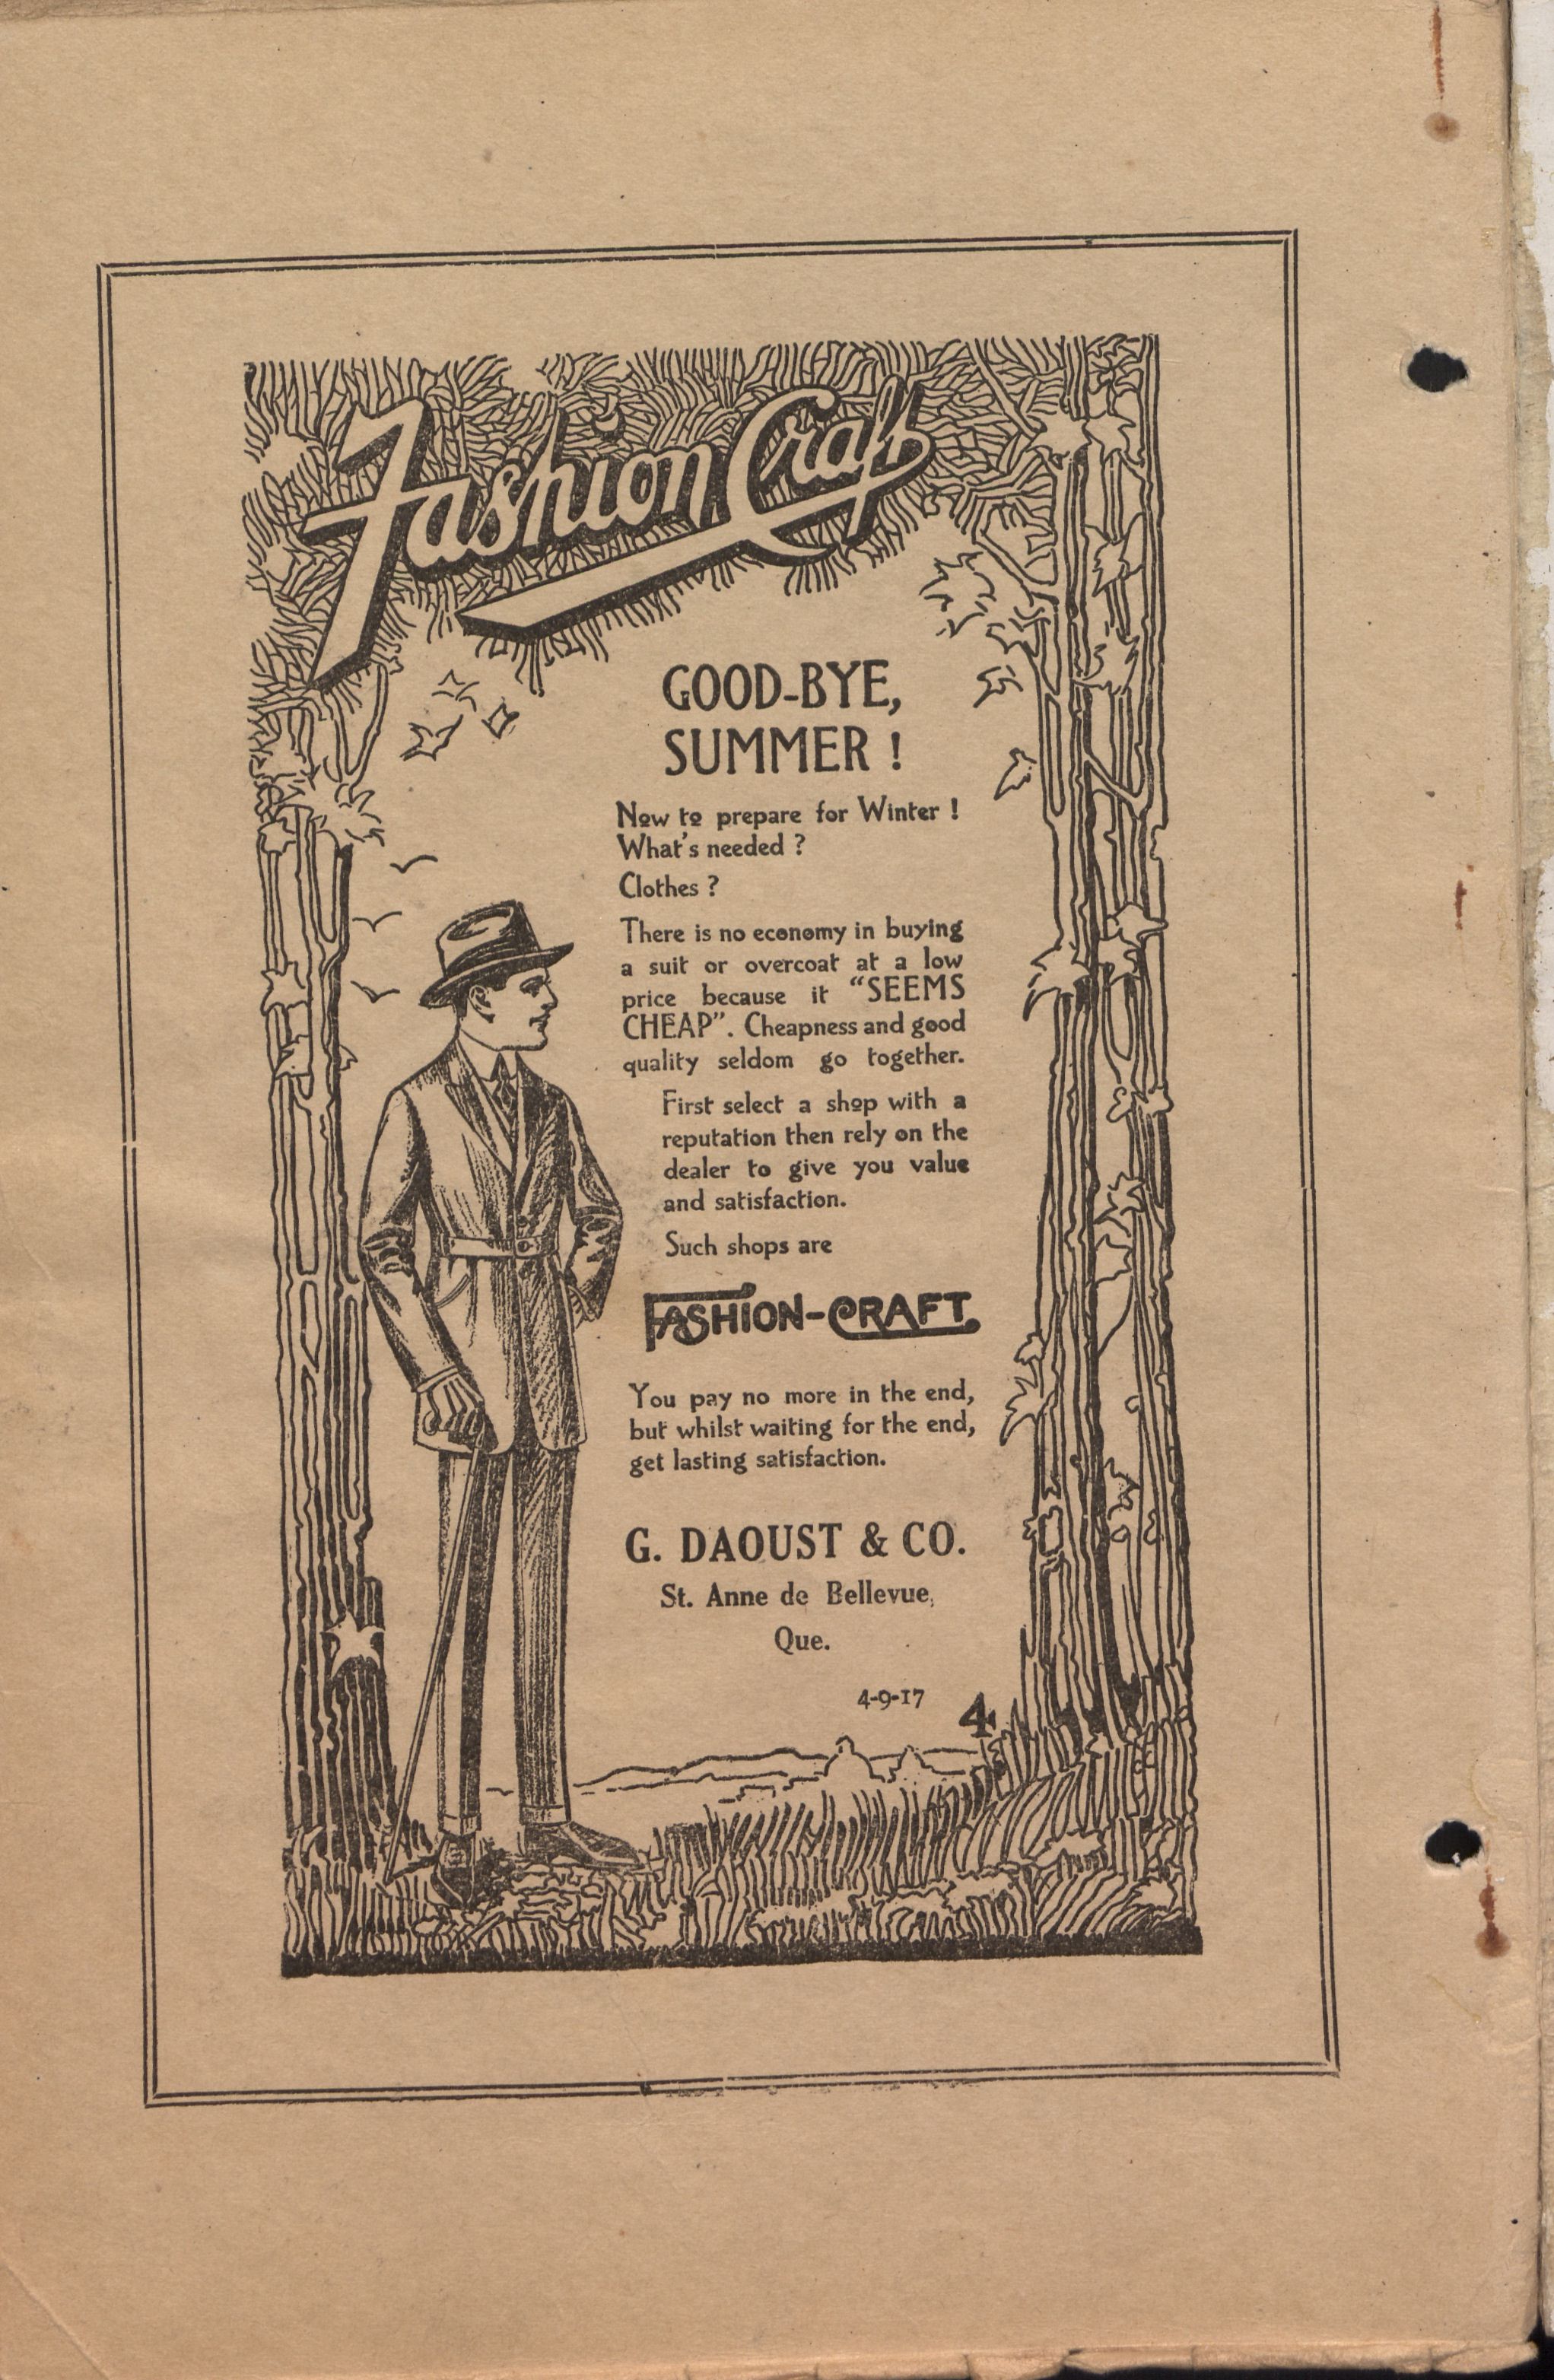 Fashion Craft
GOOD-BYE,
SUMMER !
Now to prepare for Winter !
What's needed ?
Clothes ?
There is no economy in buying
a suit or overcoat at a low
price because it "SEEMS
CHEAP". Cheapness and good
quality seldom go together.
First select a shop with a
reputation then rely on the
dealer to give you value
and satisfaction.
Such shops are
FASHION-CRAFT
You pay no more in the end,
but whilst waiting for the end,
get lasting satisfaction.
G. DAOUST & CO.
St. Anne de Bellevue,
Que.
4-9-17
4